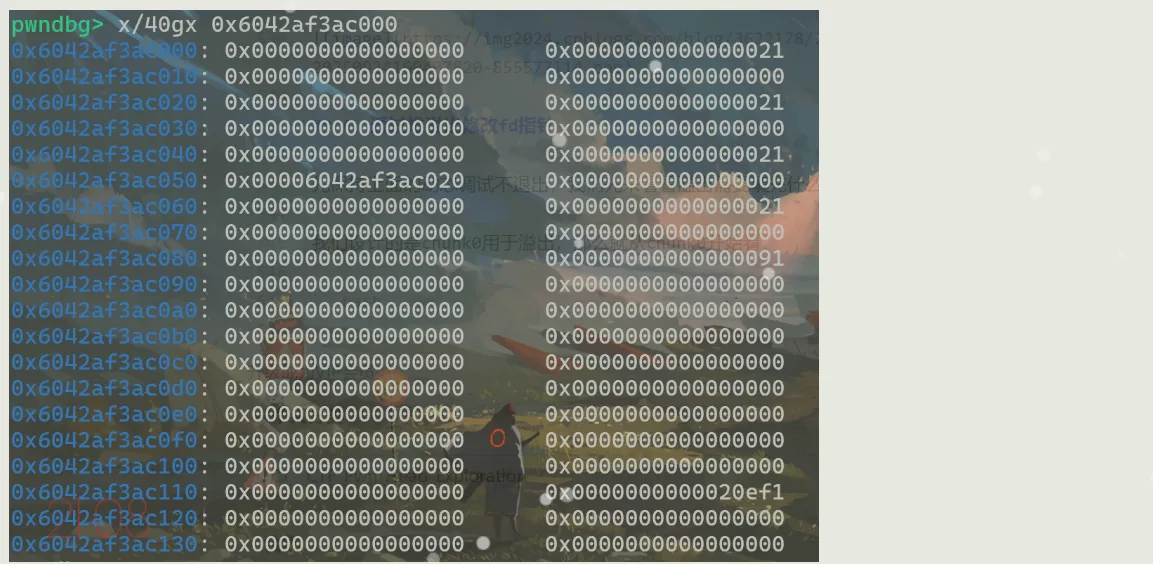 pwndbg> x/40gx 0x6042af3ac000
0x6042af3ac000: 0x0000000000000000 0x0000000000000021
0x6042af3ac010: 0x0000000000000000 0x0000000000000000
0x6042af3ac020: 0x0000000000000000 0x0000000000000021
0x6042af3ac030: 0x0000000000000000 0x0000000000000000
0x6042af3ac040: 0x0000000000000000 0x0000000000000021
0x6042af3ac050: 0x00006042af3ac020 0x0000000000000000
0x6042af3ac060: 0x0000000000000000 0x0000000000000021
0x6042af3ac070: 0x0000000000000000 0x0000000000000000
0x6042af3ac080: 0x0000000000000000 0x0000000000000091
0x6042af3ac090: 0x0000000000000000 0x0000000000000000
0x6042af3ac0a0: 0x0000000000000000 0x0000000000000000
0x6042af3ac0b0: 0x0000000000000000 0x0000000000000000
0x6042af3ac0c0: 0x0000000000000000 0x0000000000000000
0x6042af3ac0d0: 0x0000000000000000 0x0000000000000000
0x6042af3ac0e0: 0x0000000000000000 0x0000000000000000
0x6042af3ac0f0: 0x0000000000000000 0x0000000000000000
0x6042af3ac100: 0x0000000000000000 0x0000000000000000
0x6042af3ac110: 0x0000000000000000 0x0000000000020ef1
0x6042af3ac120: 0x0000000000000000 0x0000000000000000
0x6042af3ac130: 0x0000000000000000 0x0000000000000000